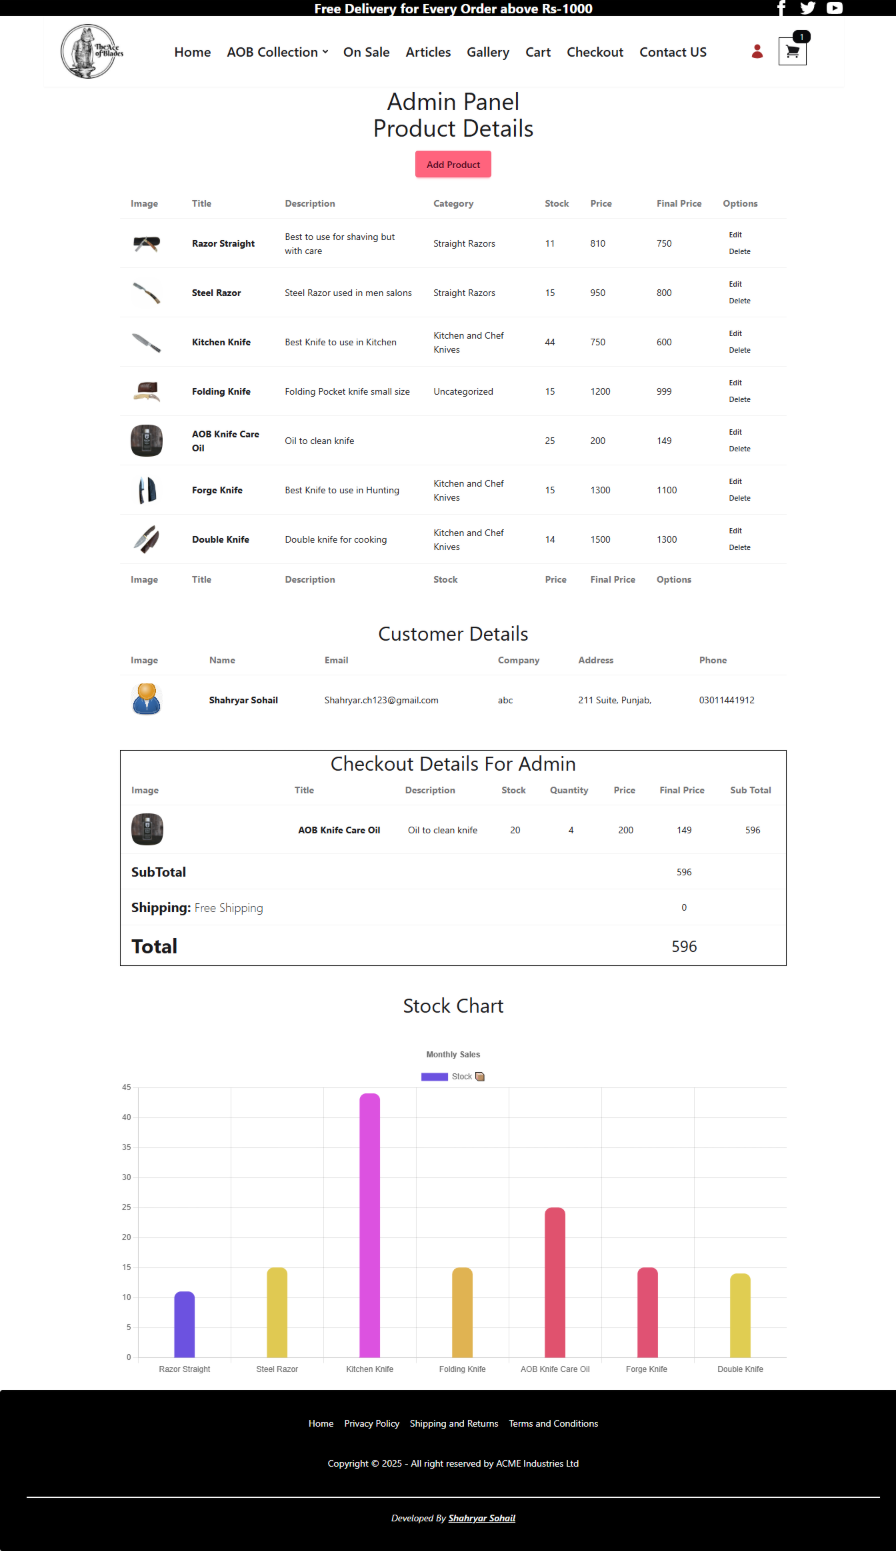 Free Delivery for Every Order above Rs-1000
The Ace
of Blades
Home AOB Collection On Sale Articles Gallery Cart Checkout Contact US 1
Admin Panel
Product Details
Add Product
Image Title Description Category Stock Price Final Price Options
Razor Straight Best to use for shaving but with care Straight Razors 11 810 750 Edit Delete
Steel Razor Steel Razor used in men salons Straight Razors 15 950 800 Edit Delete
Kitchen Knife Best Knife to use in Kitchen Kitchen and Chef Knives 44 750 600 Edit Delete
Folding Knife Folding Pocket knife small size Uncategorized 15 1200 999 Edit Delete
AOB Knife Care Oil Oil to clean knife 25 200 149 Edit Delete
Forge Knife Best Knife to use in Hunting Kitchen and Chef Knives 15 1300 1100 Edit Delete
Double Knife Double knife for cooking Kitchen and Chef Knives 14 1500 1300 Edit Delete
Image Title Description Stock Price Final Price Options
Customer Details
Image Name Email Company Address Phone
Shahryar Sohail Shahryar.ch123@gmail.com abc 211 Suite, Punjab, 03011441912
Checkout Details For Admin
Image Title Description Stock Quantity Price Final Price Sub Total
AOB Knife Care Oil Oil to clean knife 20 4 200 149 596
SubTotal 596
Shipping: Free Shipping 0
Total 596
Stock Chart
Monthly Sales
Stock
45
40
35
30
25
20
15
10
5
0
Razor Straight Steel Razor Kitchen Knife Folding Knife AOB Knife Care Oil Forge Knife Double Knife
Home Privacy Policy Shipping and Returns Terms and Conditions
Copyright © 2025 - All right reserved by ACME Industries Ltd
Developed By Shahryar Sohail